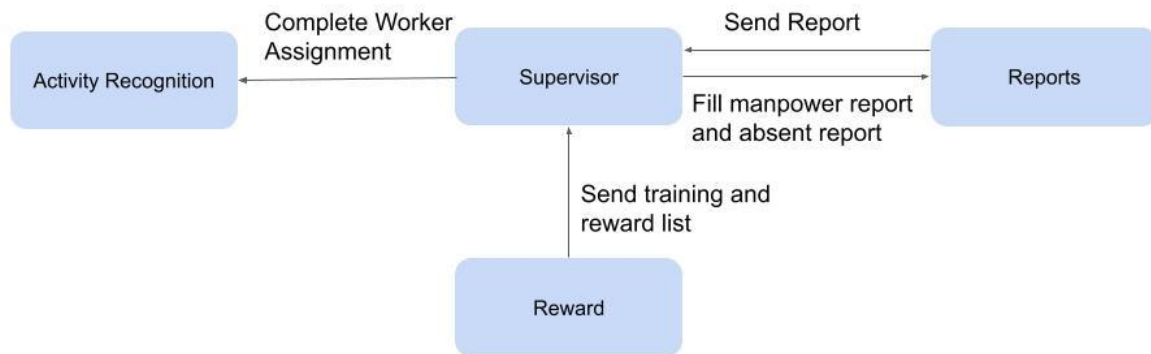 Complete Worker
Assignment
Send Report
Activity Recognition
Supervisor
Reports
Fill manpower report
and absent report
Send training and
reward list
Reward